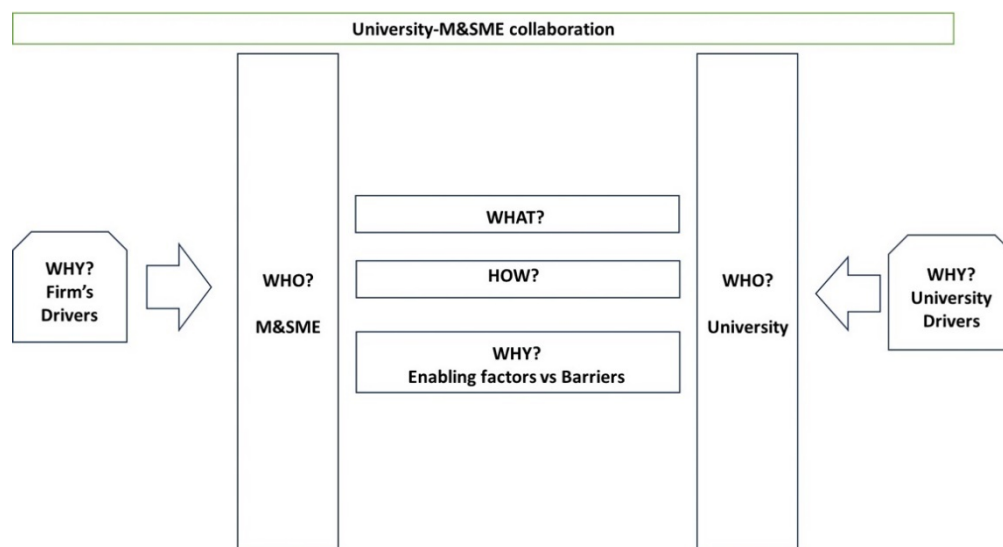 University-M&SME collaboration
WHY?
Firm's
Drivers
WHO?
M&SME
WHAT?
HOW?
WHY?
Enabling factors vs Barriers
WHO?
University
WHY?
University
Drivers